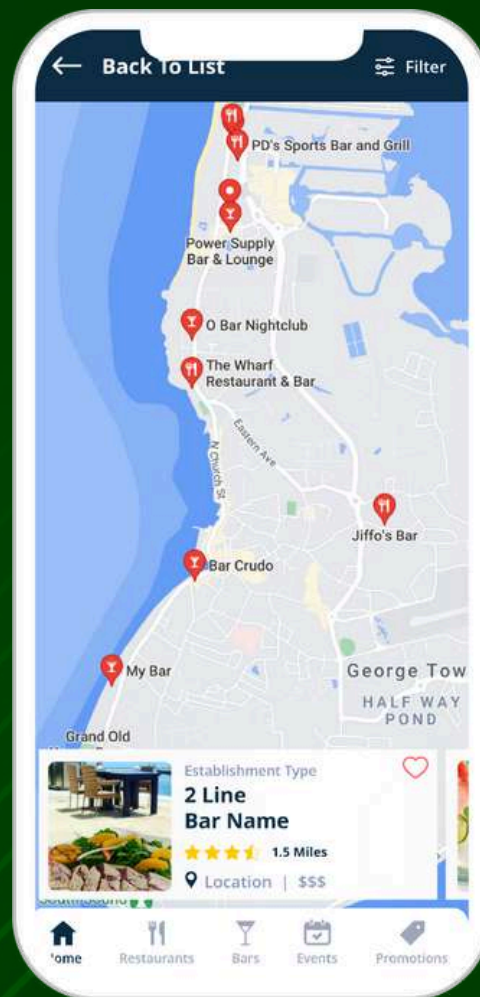 Back To List
Filter
PD's Sports Bar and Grill
Power Supply
Bar & Lounge
O Bar Nightclub
The Wharf
Restaurant & Bar
Eastern Ave
N Church St
Jiffo's Bar
Bar Crudo
My Bar
George Tow
HALF WAY
POND
Grand Old
Establishment Type
2 Line
Bar Name
1.5 Miles
Location | $$$
South Sound
ome
Restaurants
Bars
Events
Promotions